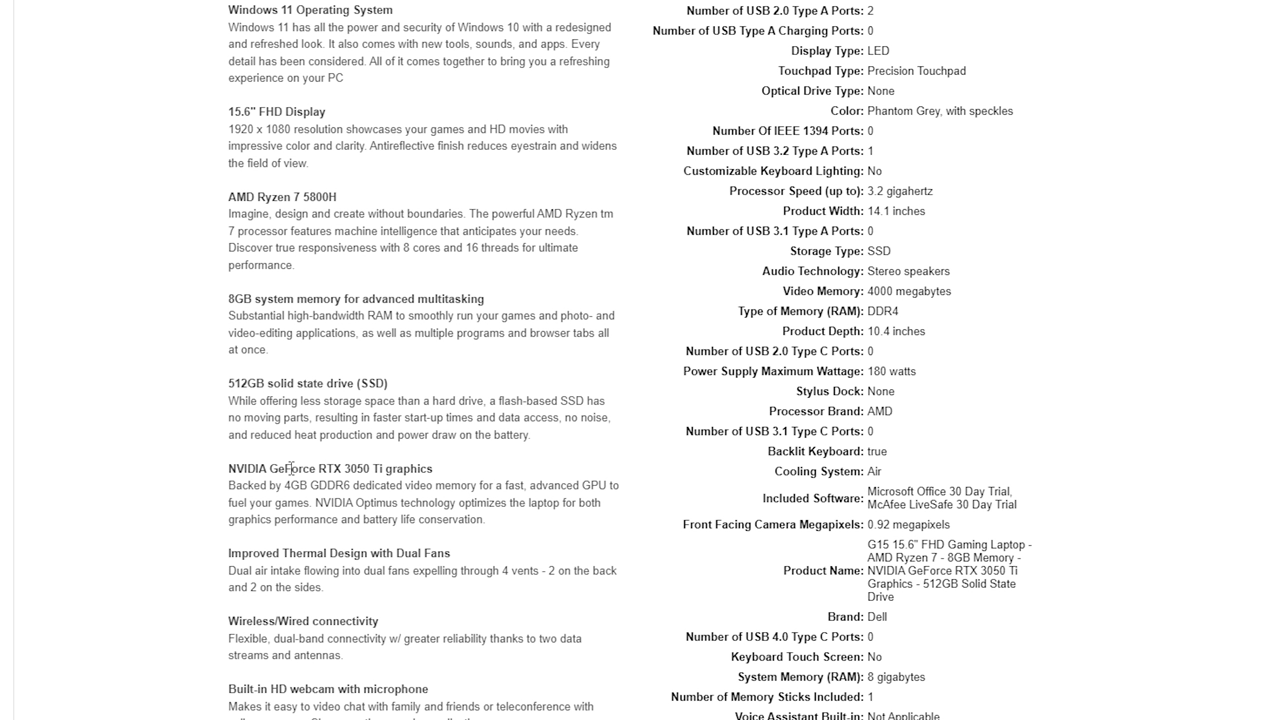 Windows 11 Operating System
Windows 11 has all the power and security of Windows 10 with a redesigned
and refreshed look. It also comes with new tools, sounds, and apps. Every
detail has been considered. All of it comes together to bring you a refreshing
experience on your PC
15.6" FHD Display
1920 x 1080 resolution showcases your games and HD movies with
impressive color and clarity. Antireflective finish reduces eyestrain and widens
the field of view.
AMD Ryzen 7 5800H
Imagine, design and create without boundaries. The powerful AMD Ryzen tm
7 processor features machine intelligence that anticipates your needs.
Discover true responsiveness with 8 cores and 16 threads for ultimate
performance.
8GB system memory for advanced multitasking
Substantial high-bandwidth RAM to smoothly run your games and photo- and
video-editing applications, as well as multiple programs and browser tabs all
at once.
512GB solid state drive (SSD)
While offering less storage space than a hard drive, a flash-based SSD has
no moving parts, resulting in faster start-up times and data access, no noise,
and reduced heat production and power draw on the battery.
NVIDIA GeForce RTX 3050 Ti graphics
Backed by 4GB GDDR6 dedicated video memory for a fast, advanced GPU to
fuel your games. NVIDIA Optimus technology optimizes the laptop for both
graphics performance and battery life conservation.
Improved Thermal Design with Dual Fans
Dual air intake flowing into dual fans expelling through 4 vents - 2 on the back
and 2 on the sides.
Wireless/Wired connectivity
Flexible, dual-band connectivity w/ greater reliability thanks to two data
streams and antennas.
Built-in HD webcam with microphone
Makes it easy to video chat with family and friends or teleconference with
Number of USB 2.0 Type A Ports: 2
Number of USB Type A Charging Ports: 0
Display Type: LED
Touchpad Type: Precision Touchpad
Optical Drive Type: None
Color: Phantom Grey, with speckles
Number Of IEEE 1394 Ports: 0
Number of USB 3.2 Type A Ports: 1
Customizable Keyboard Lighting: No
Processor Speed (up to): 3.2 gigahertz
Product Width: 14.1 inches
Number of USB 3.1 Type A Ports: 0
Storage Type: SSD
Audio Technology: Stereo speakers
Video Memory: 4000 megabytes
Type of Memory (RAM): DDR4
Product Depth: 10.4 inches
Number of USB 2.0 Type C Ports: 0
Power Supply Maximum Wattage: 180 watts
Stylus Dock: None
Processor Brand: AMD
Number of USB 3.1 Type C Ports: 0
Backlit Keyboard: true
Cooling System: Air
Included Software: Microsoft Office 30 Day Trial,
McAfee LiveSafe 30 Day Trial
Front Facing Camera Megapixels: 0.92 megapixels
Product Name: G15 15.6" FHD Gaming Laptop -
AMD Ryzen 7 - 8GB Memory -
NVIDIA GeForce RTX 3050 Ti
Graphics - 512GB Solid State
Drive
Brand: Dell
Number of USB 4.0 Type C Ports: 0
Keyboard Touch Screen: No
System Memory (RAM): 8 gigabytes
Number of Memory Sticks Included: 1
Voice Assistant Built-in: Not Applicable